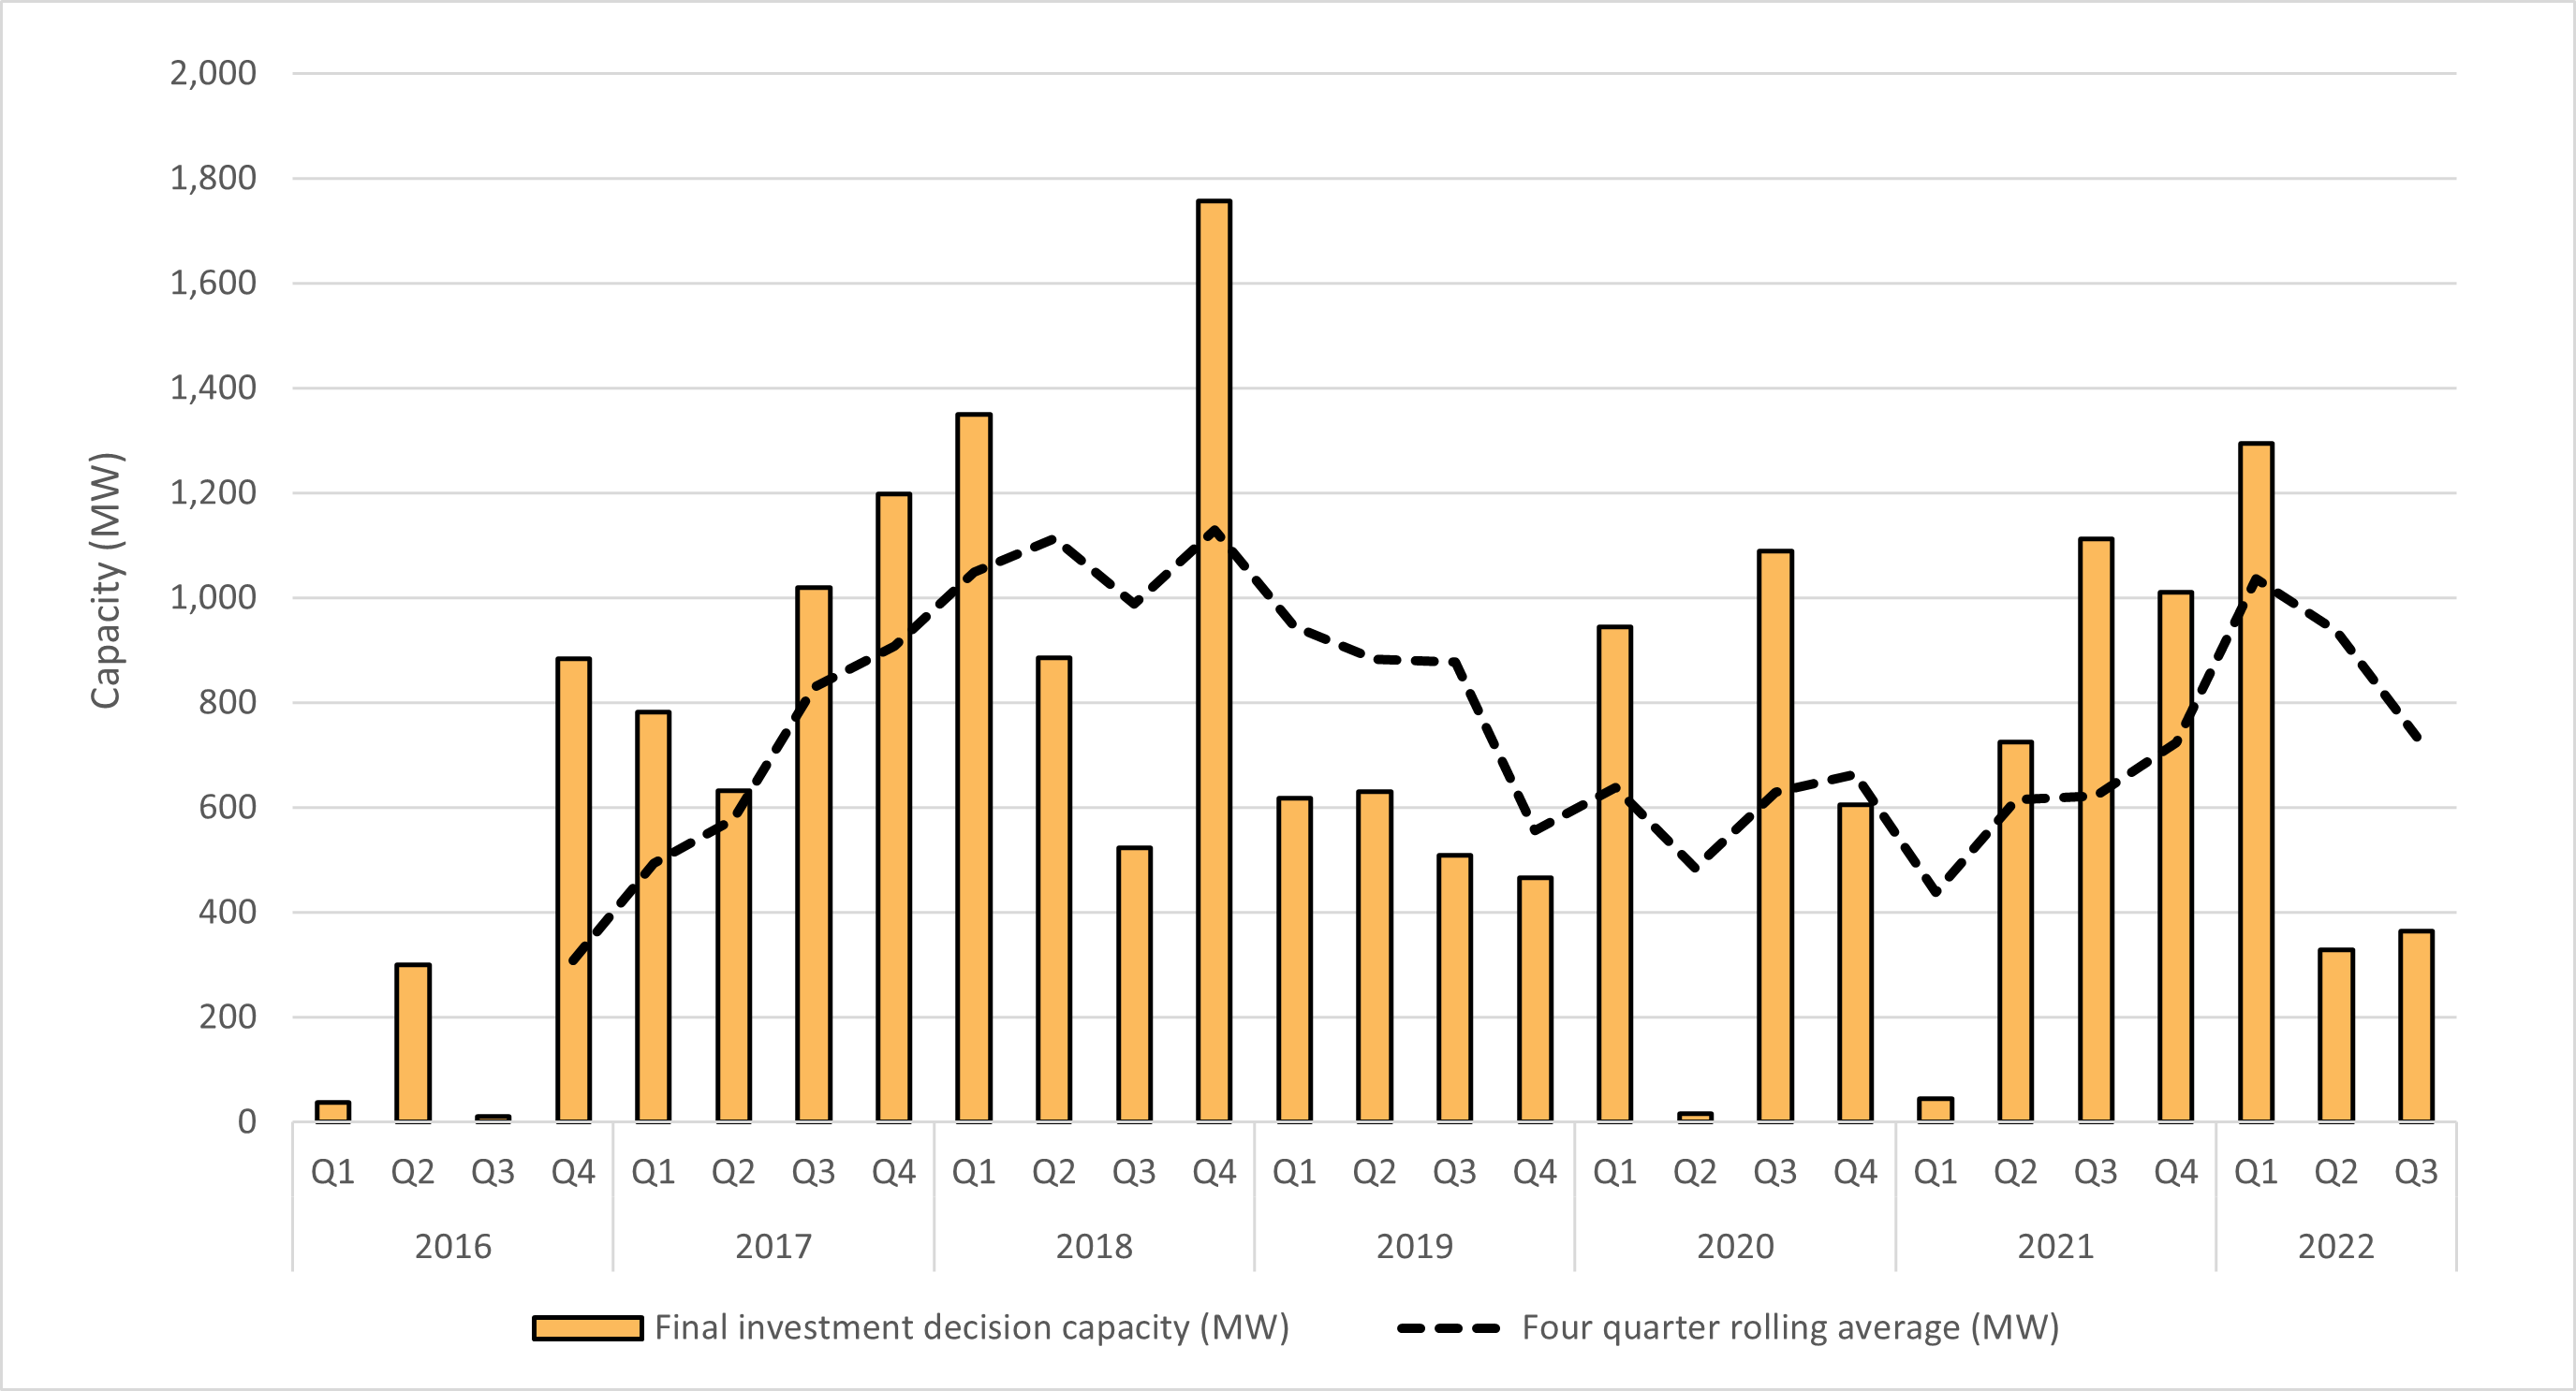 2,000
1,800
1,600
1,400
1,200
1,000
800
600
400
200
0
Capacity (MW)
Q1 Q2 Q3 Q4 Q1 Q2 Q3 Q4 Q1 Q2 Q3 Q4 Q1 Q2 Q3 Q4 Q1 Q2 Q3 Q4 Q1 Q2 Q3 Q4 Q1 Q2 Q3
2016 2017 2018 2019 2020 2021 2022
Final investment decision capacity (MW) Four quarter rolling average (MW)